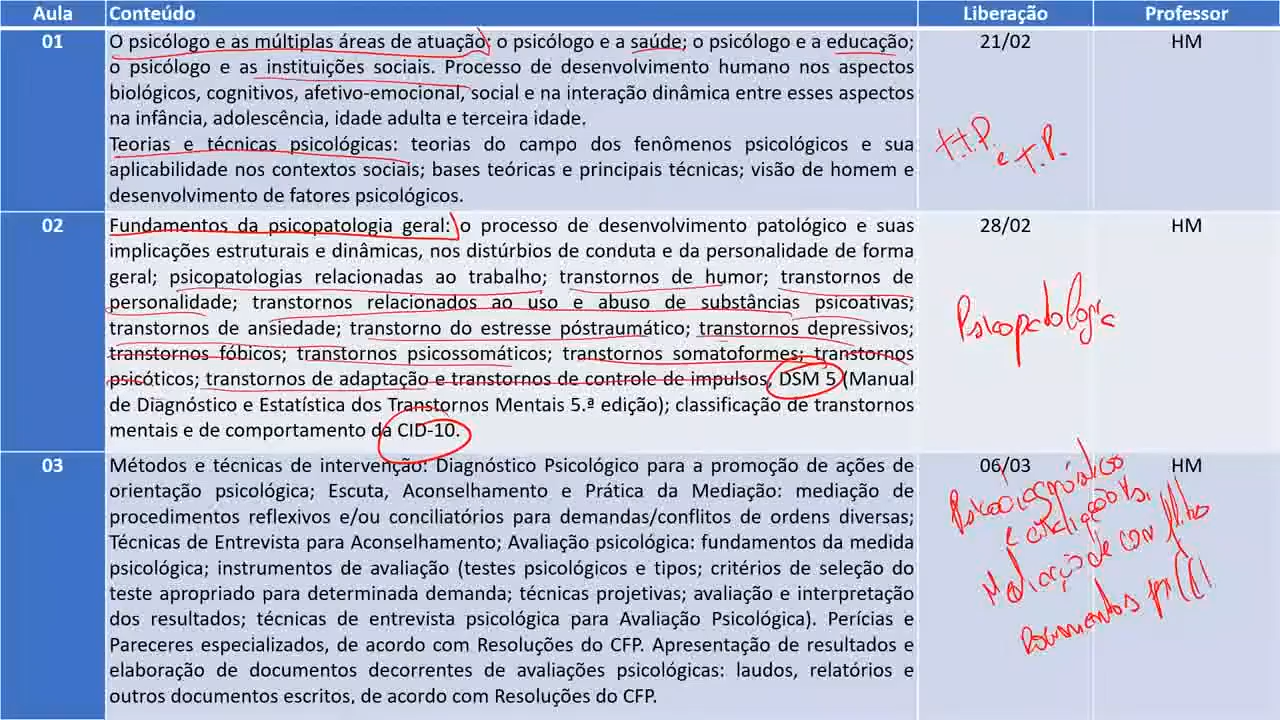 Aula Conteúdo Liberação Professor
01 O psicólogo e as múltiplas áreas de atuação: o psicólogo e a saúde; o psicólogo e a educação; 21/02 HM
o psicólogo e as instituições sociais. Processo de desenvolvimento humano nos aspectos
biológicos, cognitivos, afetivo-emocional, social e na interação dinâmica entre esses aspectos
na infância, adolescência, idade adulta e terceira idade.
Teorias e técnicas psicológicas: teorias do campo dos fenômenos psicológicos e sua
aplicabilidade nos contextos sociais; bases teóricas e principais técnicas; visão de homem e
desenvolvimento de fatores psicológicos.
e T.P.
02 Fundamentos da psicopatologia geral: o processo de desenvolvimento patológico e suas 28/02 HM
implicações estruturais e dinâmicas, nos distúrbios de conduta e da personalidade de forma
geral; psicopatologias relacionadas ao trabalho; transtornos de humor; transtornos de
personalidade; transtornos relacionados ao uso e abuso de substâncias psicoativas;
transtornos de ansiedade; transtorno do estresse póstraumático; transtornos depressivos;
transtornos fóbicos; transtornos psicossomáticos; transtornos somatoformes; transtornos
psicóticos; transtornos de adaptação e transtornos de controle de impulsos, DSM 5 (Manual
de Diagnóstico e Estatística dos Transtornos Mentais 5.ª edição); classificação de transtornos
mentais e de comportamento da CID-10.
Psicopatologia
03 Métodos e técnicas de intervenção: Diagnóstico Psicológico para a promoção de ações de 06/03 HM
orientação psicológica; Escuta, Aconselhamento e Prática da Mediação: mediação de
procedimentos reflexivos e/ou conciliatórios para demandas/conflitos de ordens diversas;
Técnicas de Entrevista para Aconselhamento; Avaliação psicológica: fundamentos da medida
psicológica; instrumentos de avaliação (testes psicológicos e tipos; critérios de seleção do
teste apropriado para determinada demanda; técnicas projetivas; avaliação e interpretação
dos resultados; técnicas de entrevista psicológica para Avaliação Psicológica). Perícias e
Pareceres especializados, de acordo com Resoluções do CFP. Apresentação de resultados e
elaboração de documentos decorrentes de avaliações psicológicas: laudos, relatórios e
outros documentos escritos, de acordo com Resoluções do CFP.
Psicodiagnóstico
e avaliação
Mediação de conflitos
Documentos